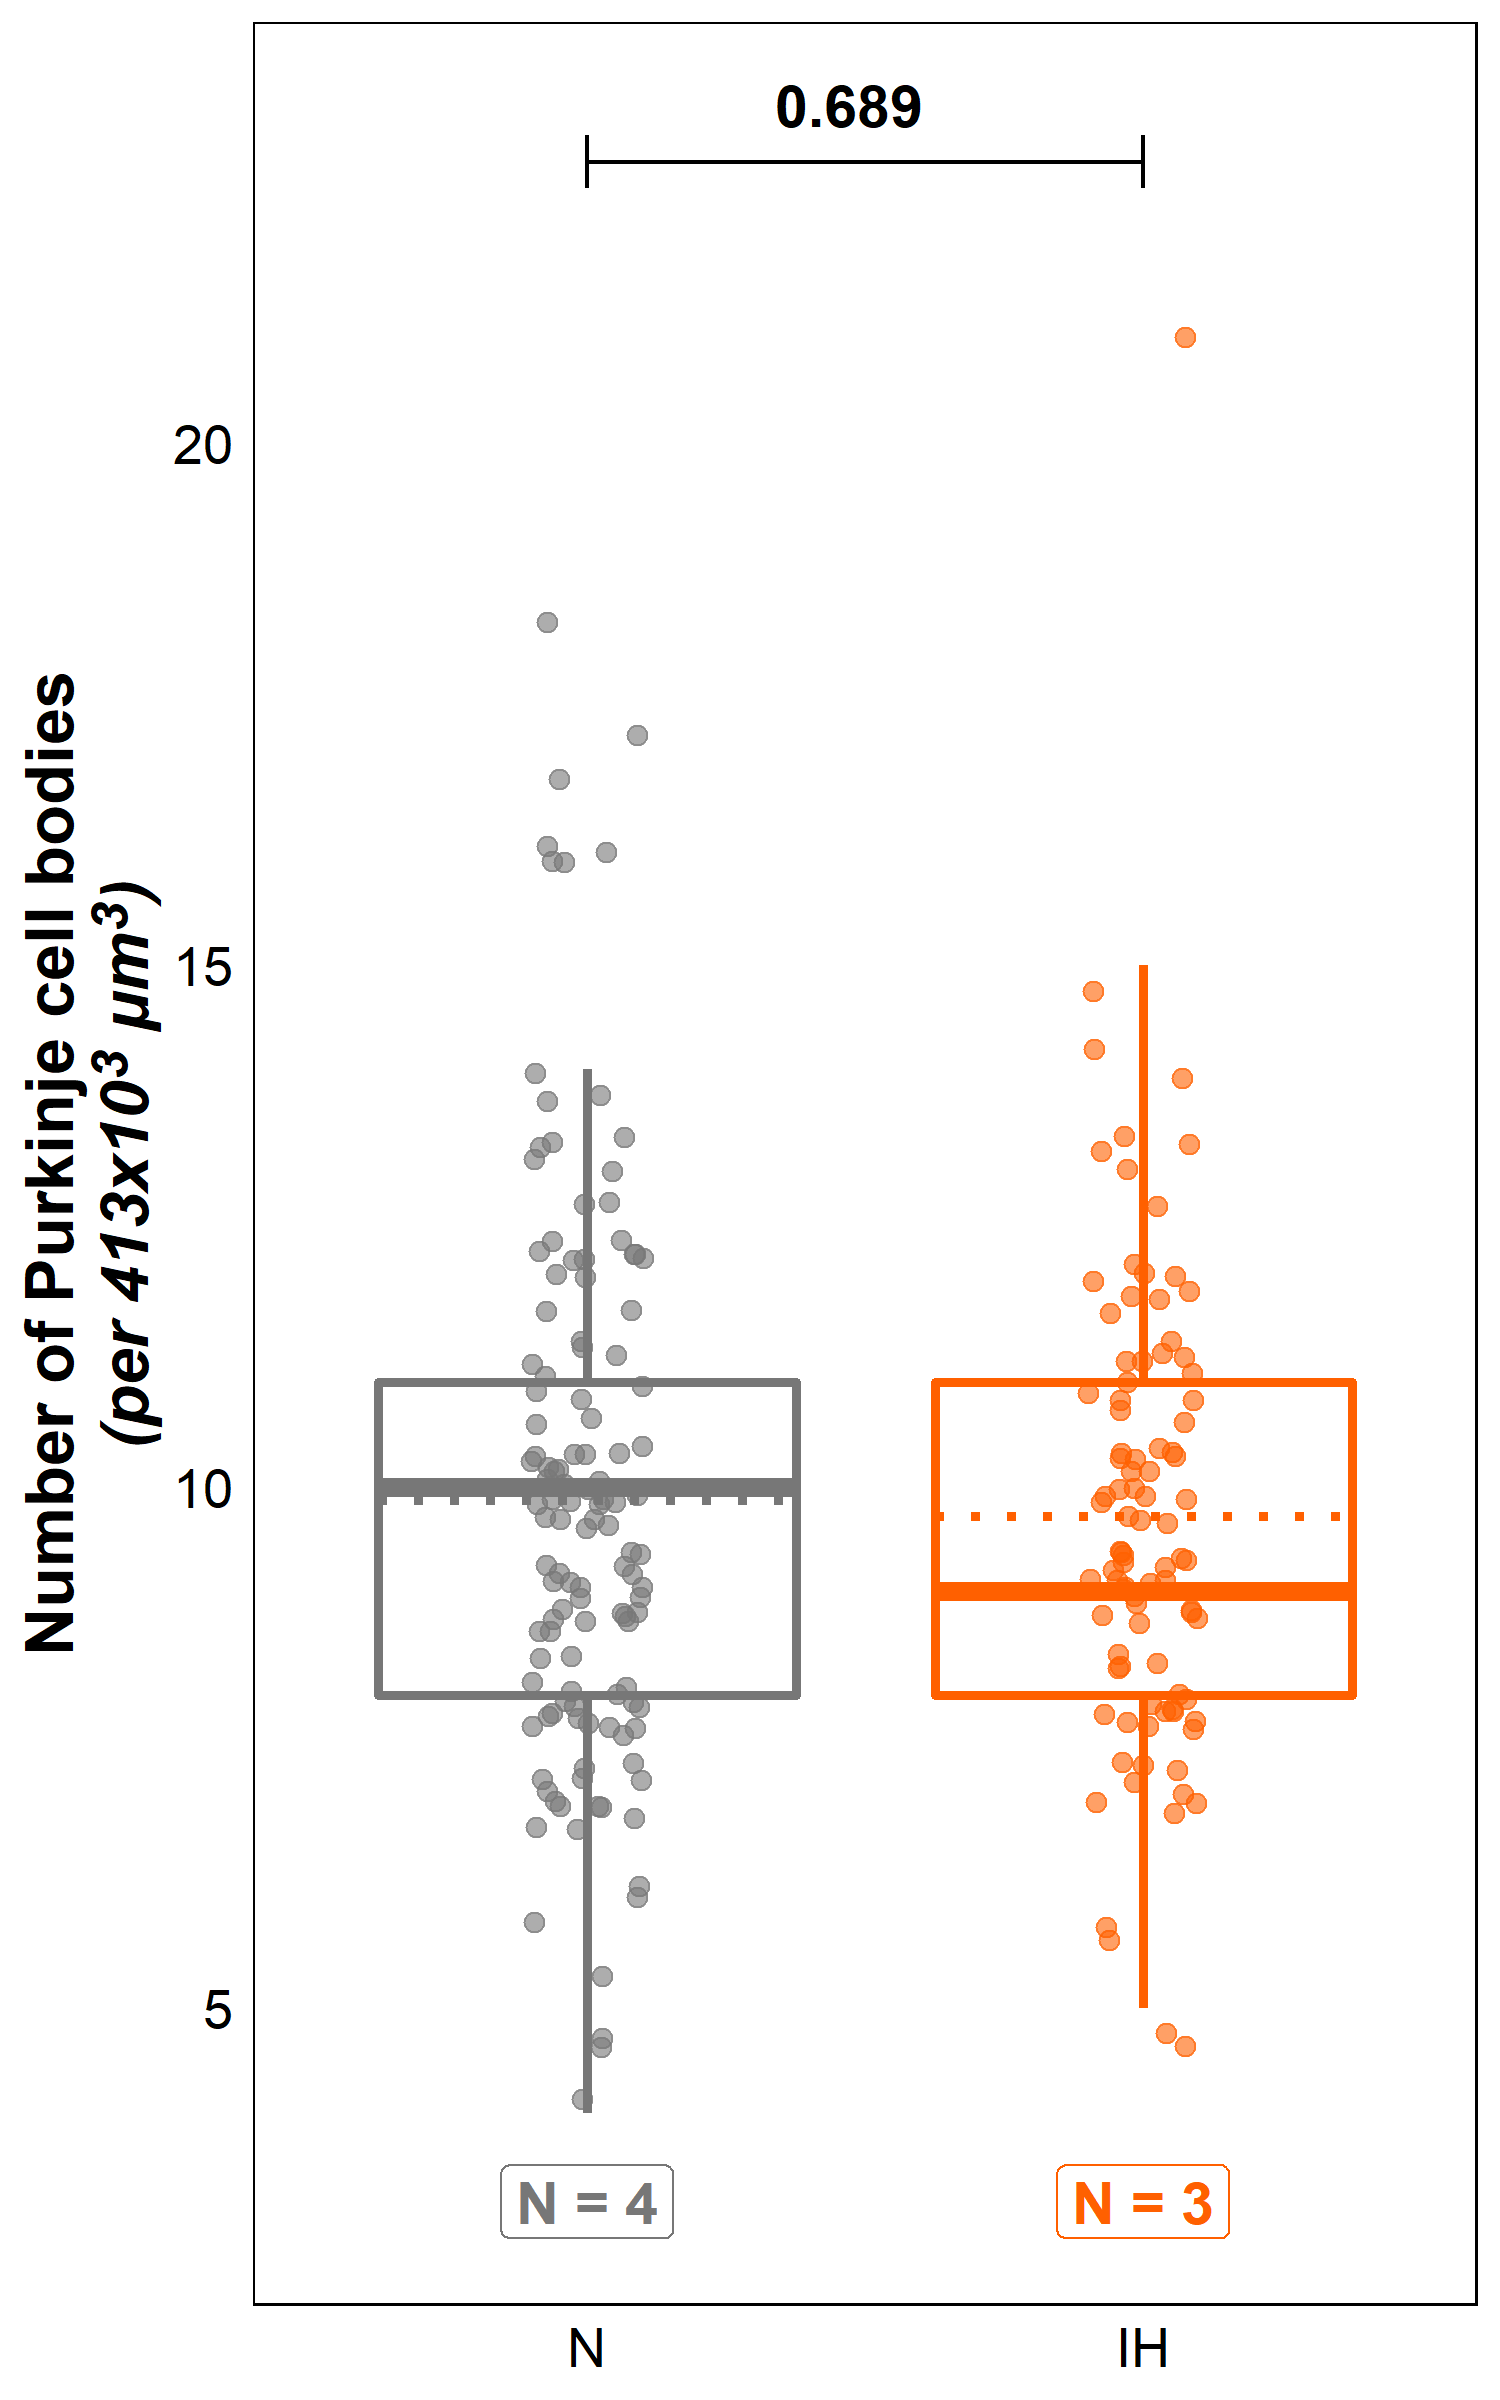 0.689
Number of Purkinje cell bodies
(per 413x10³ µm³)
20
15
10
5
N = 4
N = 3
N
IH